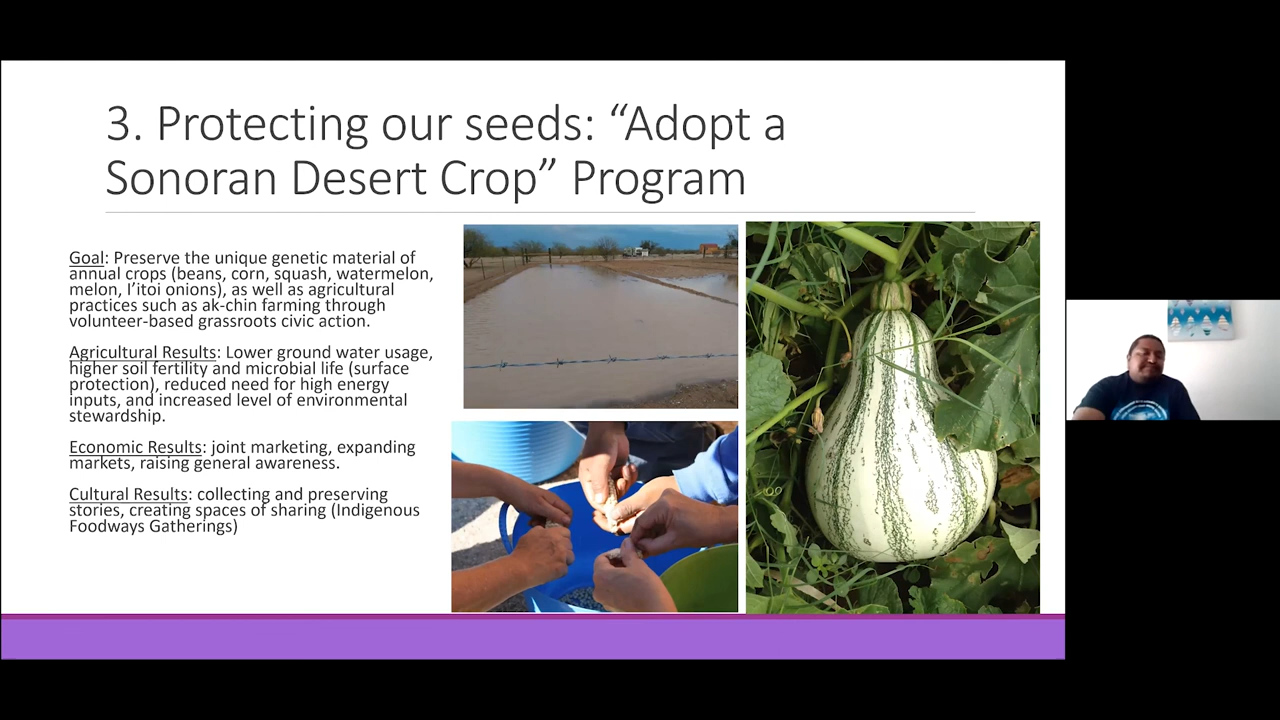 3. Protecting our seeds: “Adopt a
Sonoran Desert Crop” Program
Goal: Preserve the unique genetic material of
annual crops (beans, corn, squash, watermelon,
melon, I’itoi onions), as well as agricultural
practices such as ak-chin farming through
volunteer-based grassroots civic action.
Agricultural Results: Lower ground water usage,
higher soil fertility and microbial life (surface
protection), reduced need for high energy
inputs, and increased level of environmental
stewardship.
Economic Results: joint marketing, expanding
markets, raising general awareness.
Cultural Results: collecting and preserving
stories, creating spaces of sharing (Indigenous
Foodways Gatherings)